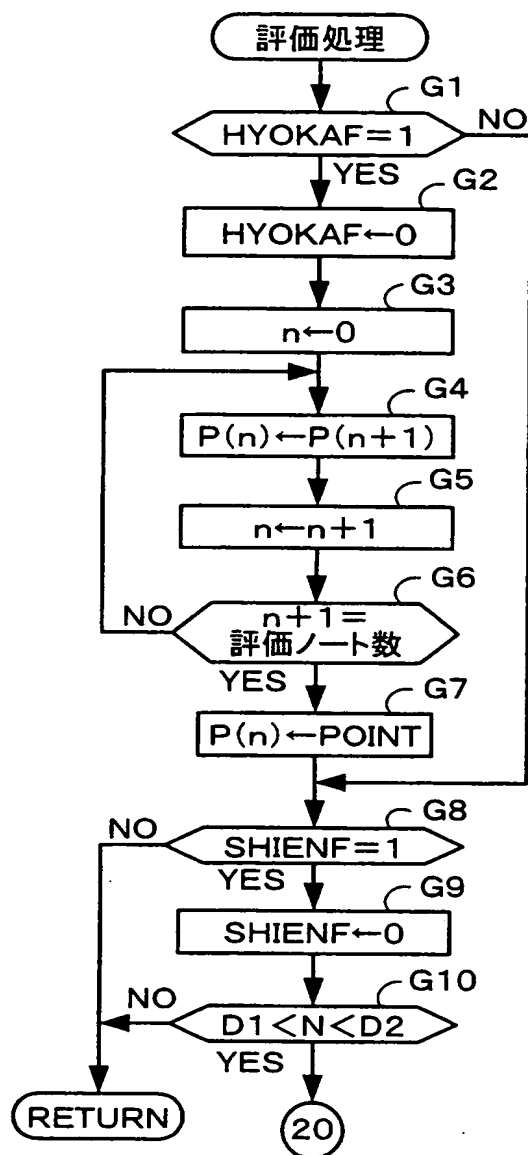 評価処理
G1
HYOKAF=1
NO
YES
G2
HYOKAF←0
G3
n←0
G4
P(n)←P(n+1)
G5
n←n+1
G6
NO
n+1=
評価ノート数
YES
G7
P(n)←POINT
G8
NO
SHIENF=1
YES
G9
SHIENF←0
G10
NO
D1<N<D2
YES
RETURN
20